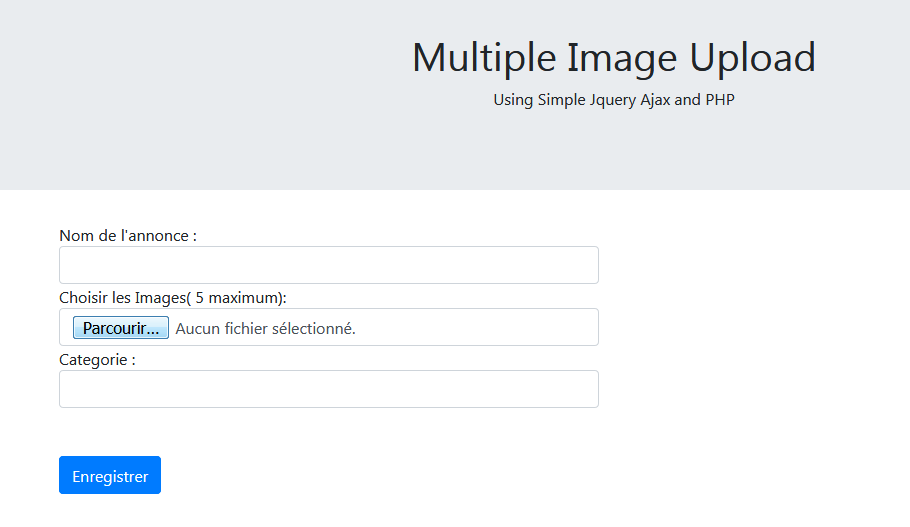 Multiple Image Upload
Using Simple Jquery Ajax and PHP
Nom de l'annonce :
Choisir les Images( 5 maximum):
Parcourir... Aucun fichier sélectionné.
Categorie :
Enregistrer